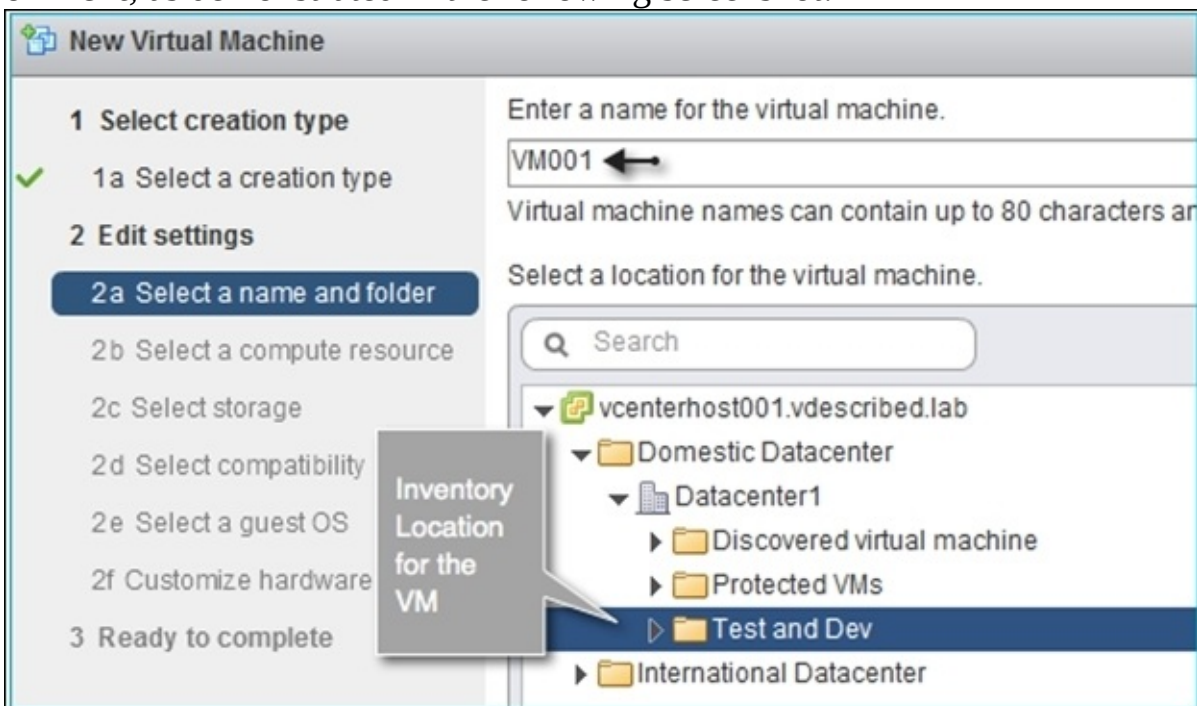 New Virtual Machine
1 Select creation type
1a Select a creation type
2 Edit settings
2a Select a name and folder
2b Select a compute resource
2c Select storage
2d Select compatibility
2e Select a guest OS
2f Customize hardware
3 Ready to complete
Enter a name for the virtual machine.
VM001
Virtual machine names can contain up to 80 characters
Select a location for the virtual machine.
Search
vcenterhost001.vdescribed.lab
Domestic Datacenter
Datacenter1
Discovered virtual machine
Protected VMs
Test and Dev
International Datacenter
Inventory
Location
for the
VM